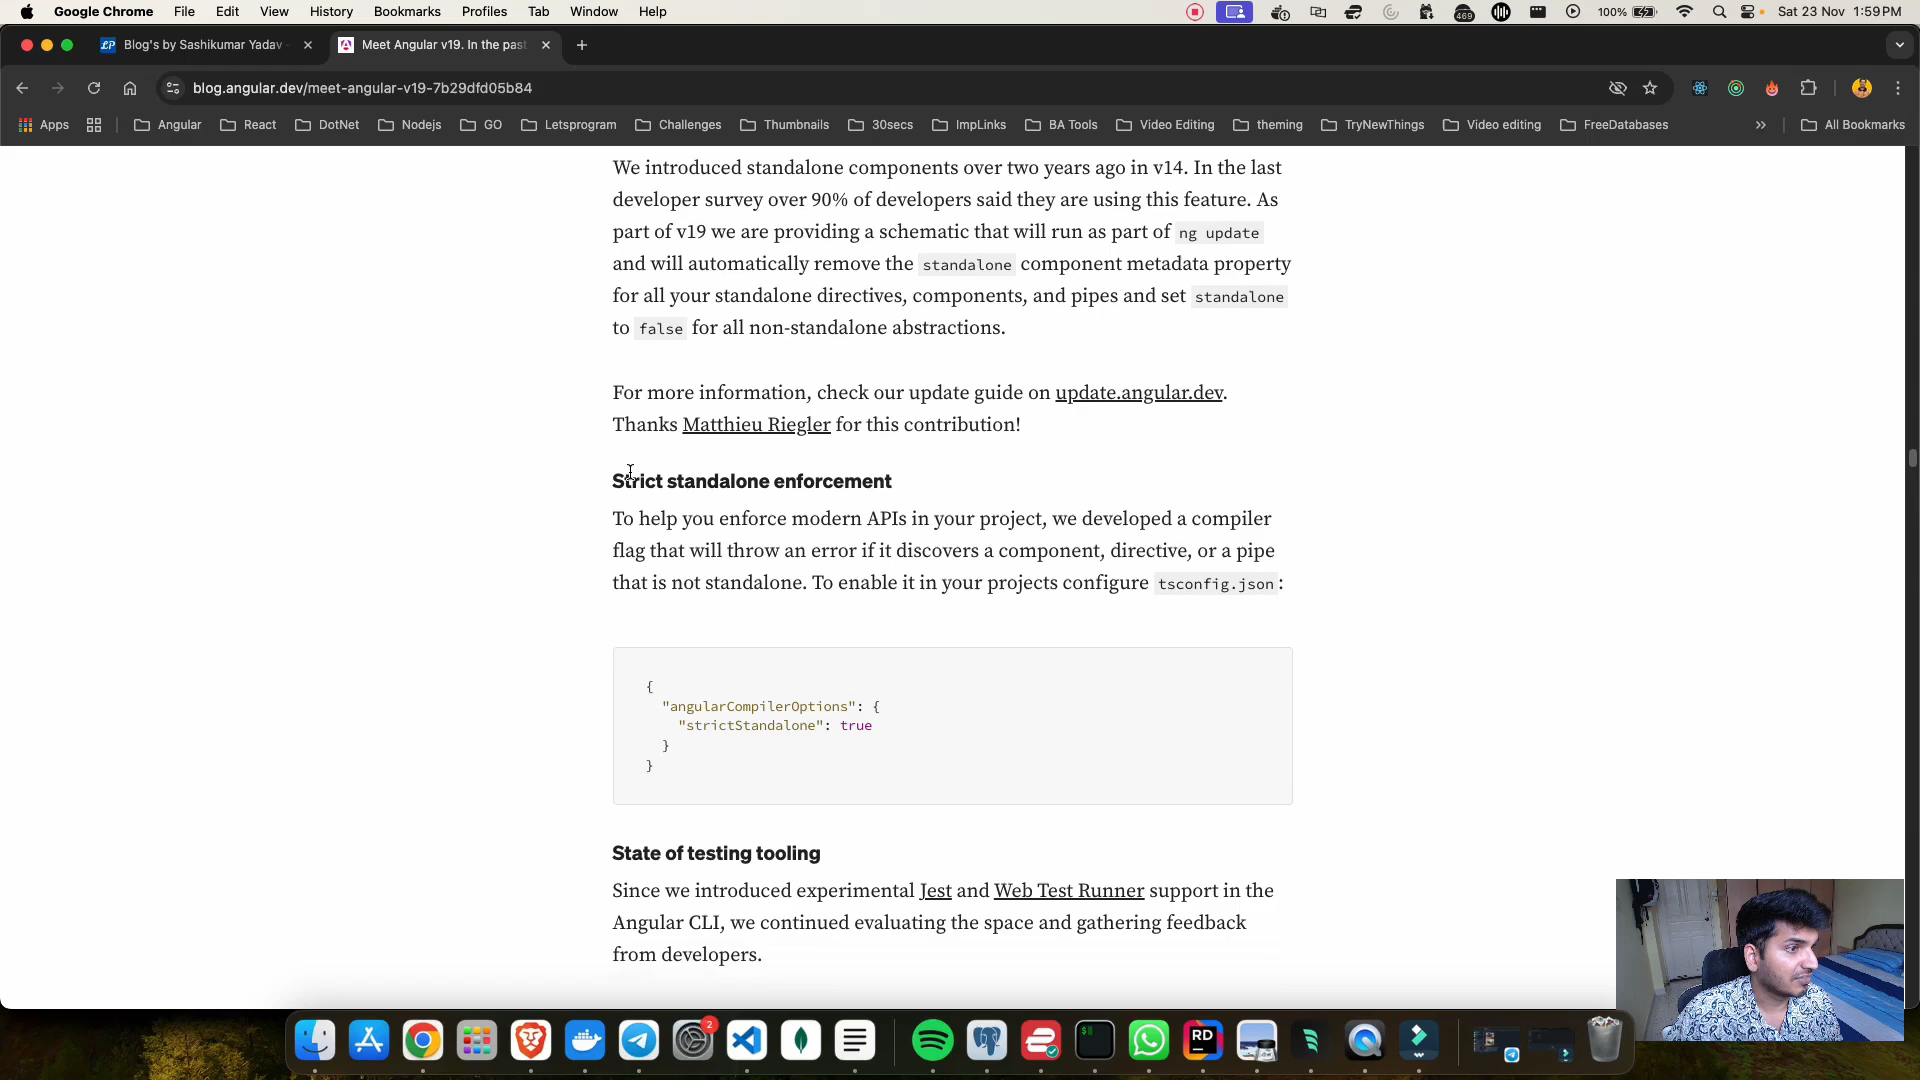 Google Chrome File Edit View History Bookmarks Profiles Tab Window Help 469 100% Sat 23 Nov 1:59 PM
LP Blog's by Sashikumar Yadav Meet Angular v19. In the past
blog.angular.dev/meet-angular-v19-7b29dfd05b84
Apps Angular React DotNet Nodejs GO Letsprogram Challenges Thumbnails 30secs ImpLinks BA Tools Video Editing theming TryNewThings Video editing FreeDatabases » All Bookmarks
We introduced standalone components over two years ago in v14. In the last
developer survey over 90% of developers said they are using this feature. As
part of v19 we are providing a schematic that will run as part of ng update
and will automatically remove the standalone component metadata property
for all your standalone directives, components, and pipes and set standalone
to false for all non-standalone abstractions.
For more information, check our update guide on update.angular.dev.
Thanks Matthieu Riegler for this contribution!
Strict standalone enforcement
To help you enforce modern APIs in your project, we developed a compiler
flag that will throw an error if it discovers a component, directive, or a pipe
that is not standalone. To enable it in your projects configure tsconfig.json:
{
"angularCompilerOptions": {
"strictStandalone": true
}
}
State of testing tooling
Since we introduced experimental Jest and Web Test Runner support in the
Angular CLI, we continued evaluating the space and gathering feedback
from developers.
2
RD